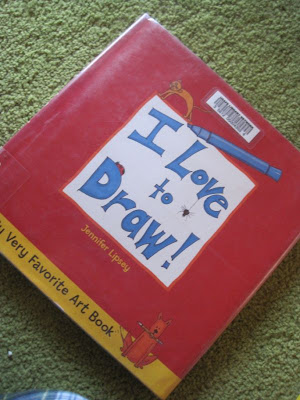 I Love
to
Draw!
Jennifer Lipsey
Very Favorite Art Book